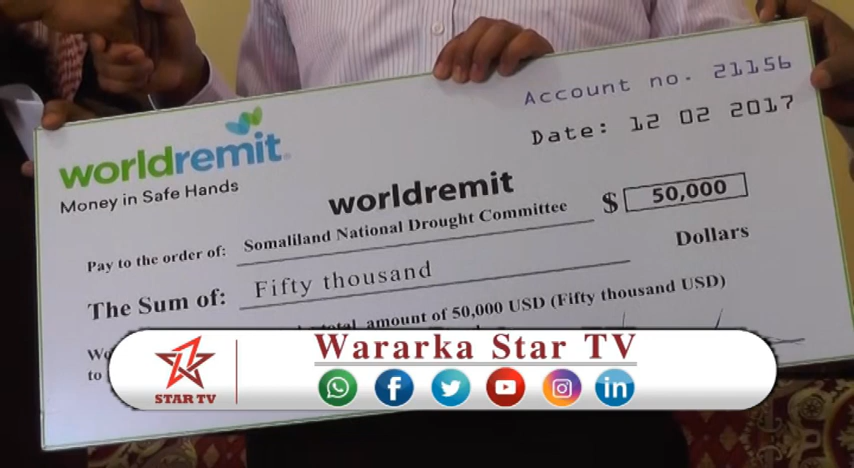 Account no. 21156
Date: 12 02 2017
worldremit
Money in Safe Hands
worldremit
Pay to the order of: Somaliland National Drought Committee $ 50,000
The Sum of: Fifty thousand Dollars
total amount of 50,000 USD (Fifty thousand USD)
to
Wararka Star TV
STAR TV